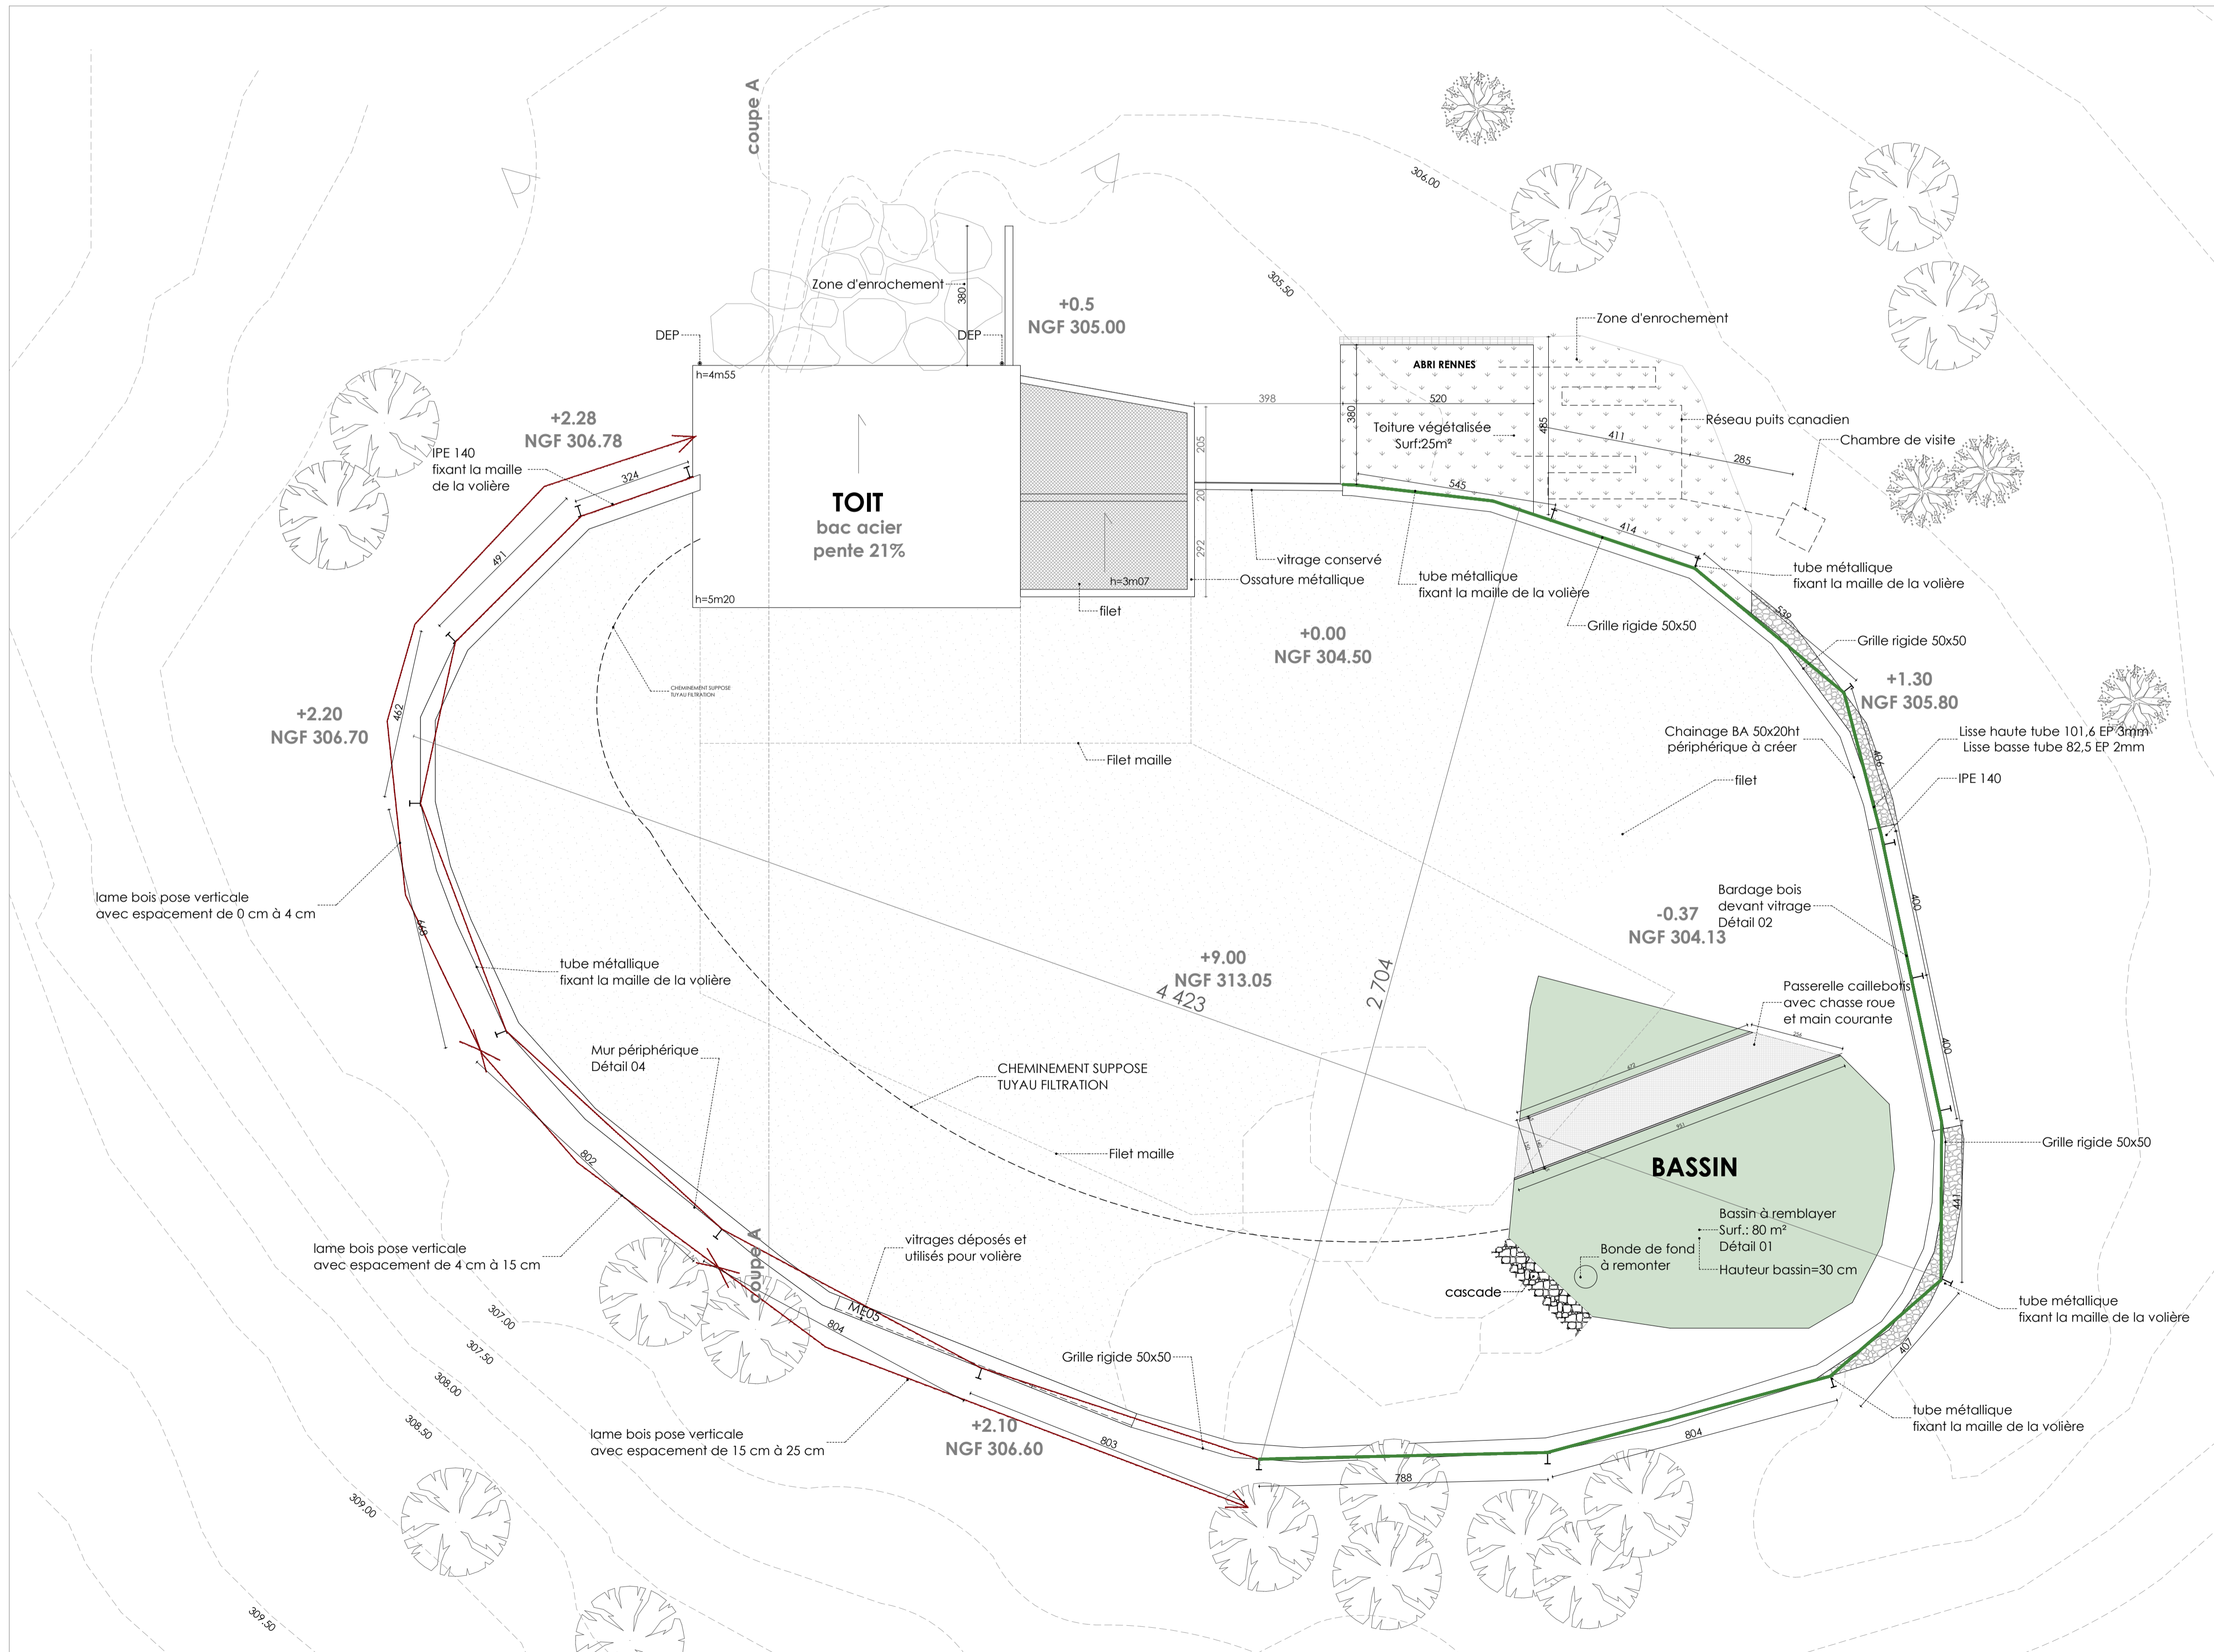 coupe A
306.00
305.50
Zone d'enrochement
380
DEP
DEP
+0.5
NGF 305.00
h=4m55
Zone d'enrochement
ABRI RENNES
398
520
380
485
Toiture végétalisée
Surf:25m²
Réseau puits canadien
411
285
Chambre de visite
+2.28
NGF 306.78
IPE 140
fixant la maille
de la volière
324
491
TOIT
bac acier
pente 21%
205
20
292
545
414
vitrage conservé
Ossature métallique
h=3m07
h=5m20
filet
tube métallique
fixant la maille de la volière
tube métallique
fixant la maille de la volière
Grille rigide 50x50
539
Grille rigide 50x50
+0.00
NGF 304.50
+1.30
NGF 305.80
CHEMINEMENT SUPPOSE
TUYAU FILTRATION
+2.20
NGF 306.70
462
Filet maille
Chainage BA 50x20ht
périphérique à créer
Lisse haute tube 101,6 EP 3mm
Lisse basse tube 82,5 EP 2mm
406
IPE 140
filet
lame bois pose verticale
avec espacement de 0 cm à 4 cm
668
Bardage bois
devant vitrage
Détail 02
400
-0.37
NGF 304.13
tube métallique
fixant la maille de la volière
+9.00
NGF 313.05
4 423
2 704
Passerelle caillebotis
avec chasse roue
et main courante
400
Mur périphérique
Détail 04
CHEMINEMENT SUPPOSE
TUYAU FILTRATION
672
256
951
802
Filet maille
BASSIN
Grille rigide 50x50
441
Bassin à remblayer
Surf.: 80 m²
Détail 01
Hauteur bassin=30 cm
Bonde de fond
à remonter
cascade
lame bois pose verticale
avec espacement de 4 cm à 15 cm
coupe A
vitrages déposés et
utilisés pour volière
ME05
804
tube métallique
fixant la maille de la volière
407
307.00
307.50
308.00
308.50
309.00
309.50
Grille rigide 50x50
tube métallique
fixant la maille de la volière
lame bois pose verticale
avec espacement de 15 cm à 25 cm
+2.10
NGF 306.60
803
788
804